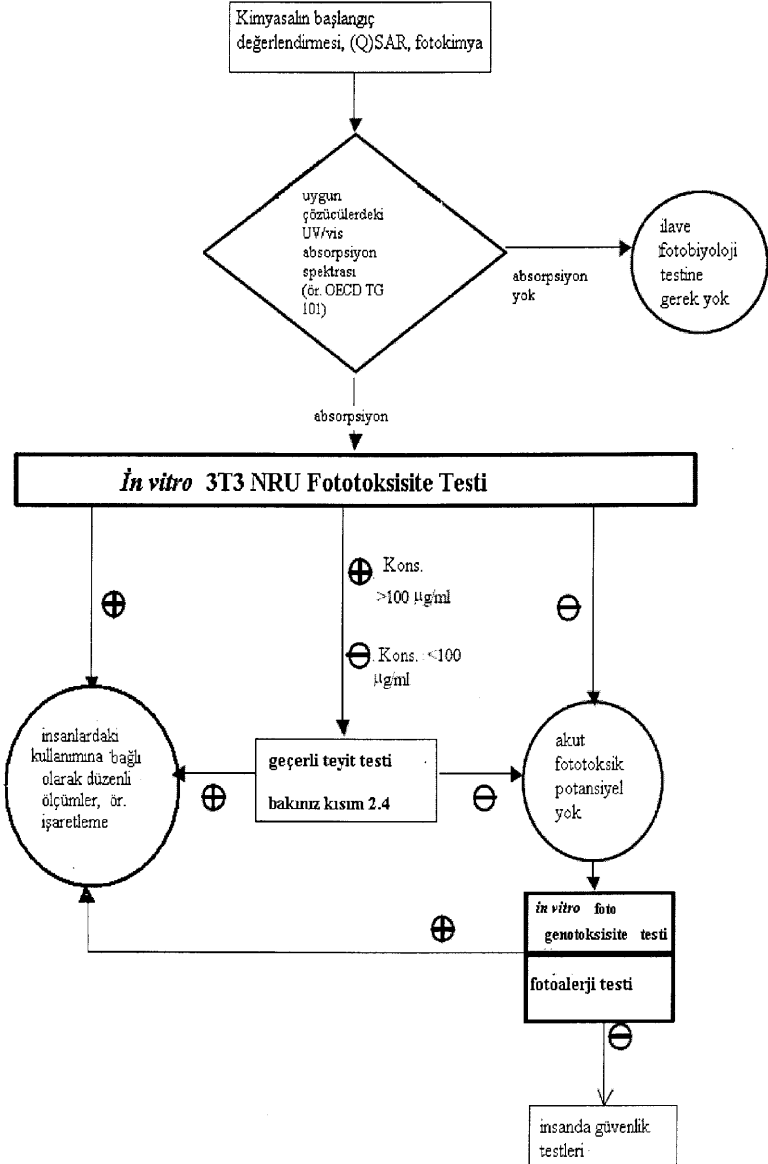 Kimyasalın başlangıç
değerlendirmesi, (Q)SAR, fotokimya
uygun
çözücülerdeki
UV/vis
absorpsiyon
spektrası
(ör. OECD TG
101)
absorpsiyon
yok
ilave
fotobiyoloji
testine
gerek yok
absorpsiyon
İn vitro 3T3 NRU Fototoksisite Testi
+
+ Kons.
>100 µg/ml
− Kons. <100
µg/ml
−
insanlardaki
kullanımına bağlı
olarak düzenli
ölçümler, ör.
işaretleme
+
geçerli teyit testi
bakınız kısım 2.4
−
akut
fototoksik
potansiyel
yok
+
in vitro foto
genotoksisite testi
fotoalerji testi
−
insanda güvenlik
testleri